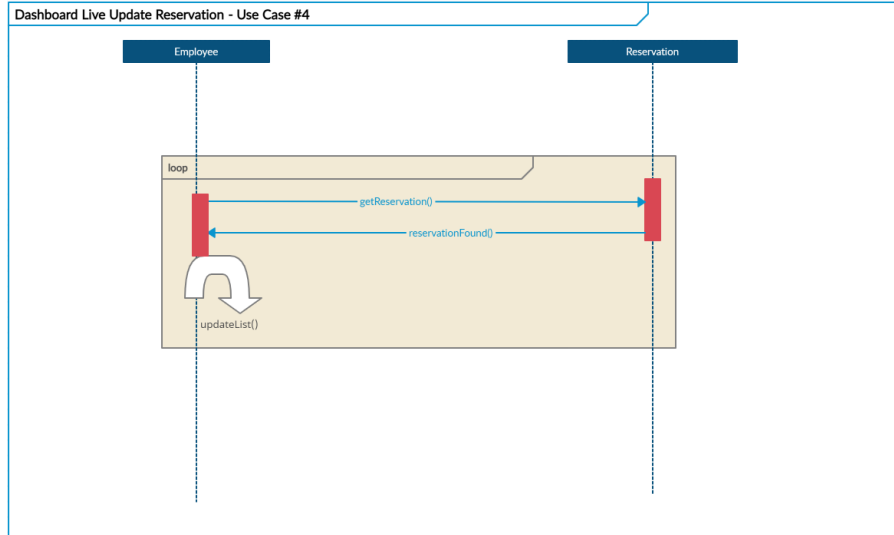 Dashboard Live Update Reservation - Use Case #4
Employee
Reservation
loop
getReservation()
reservationFound()
updateList()